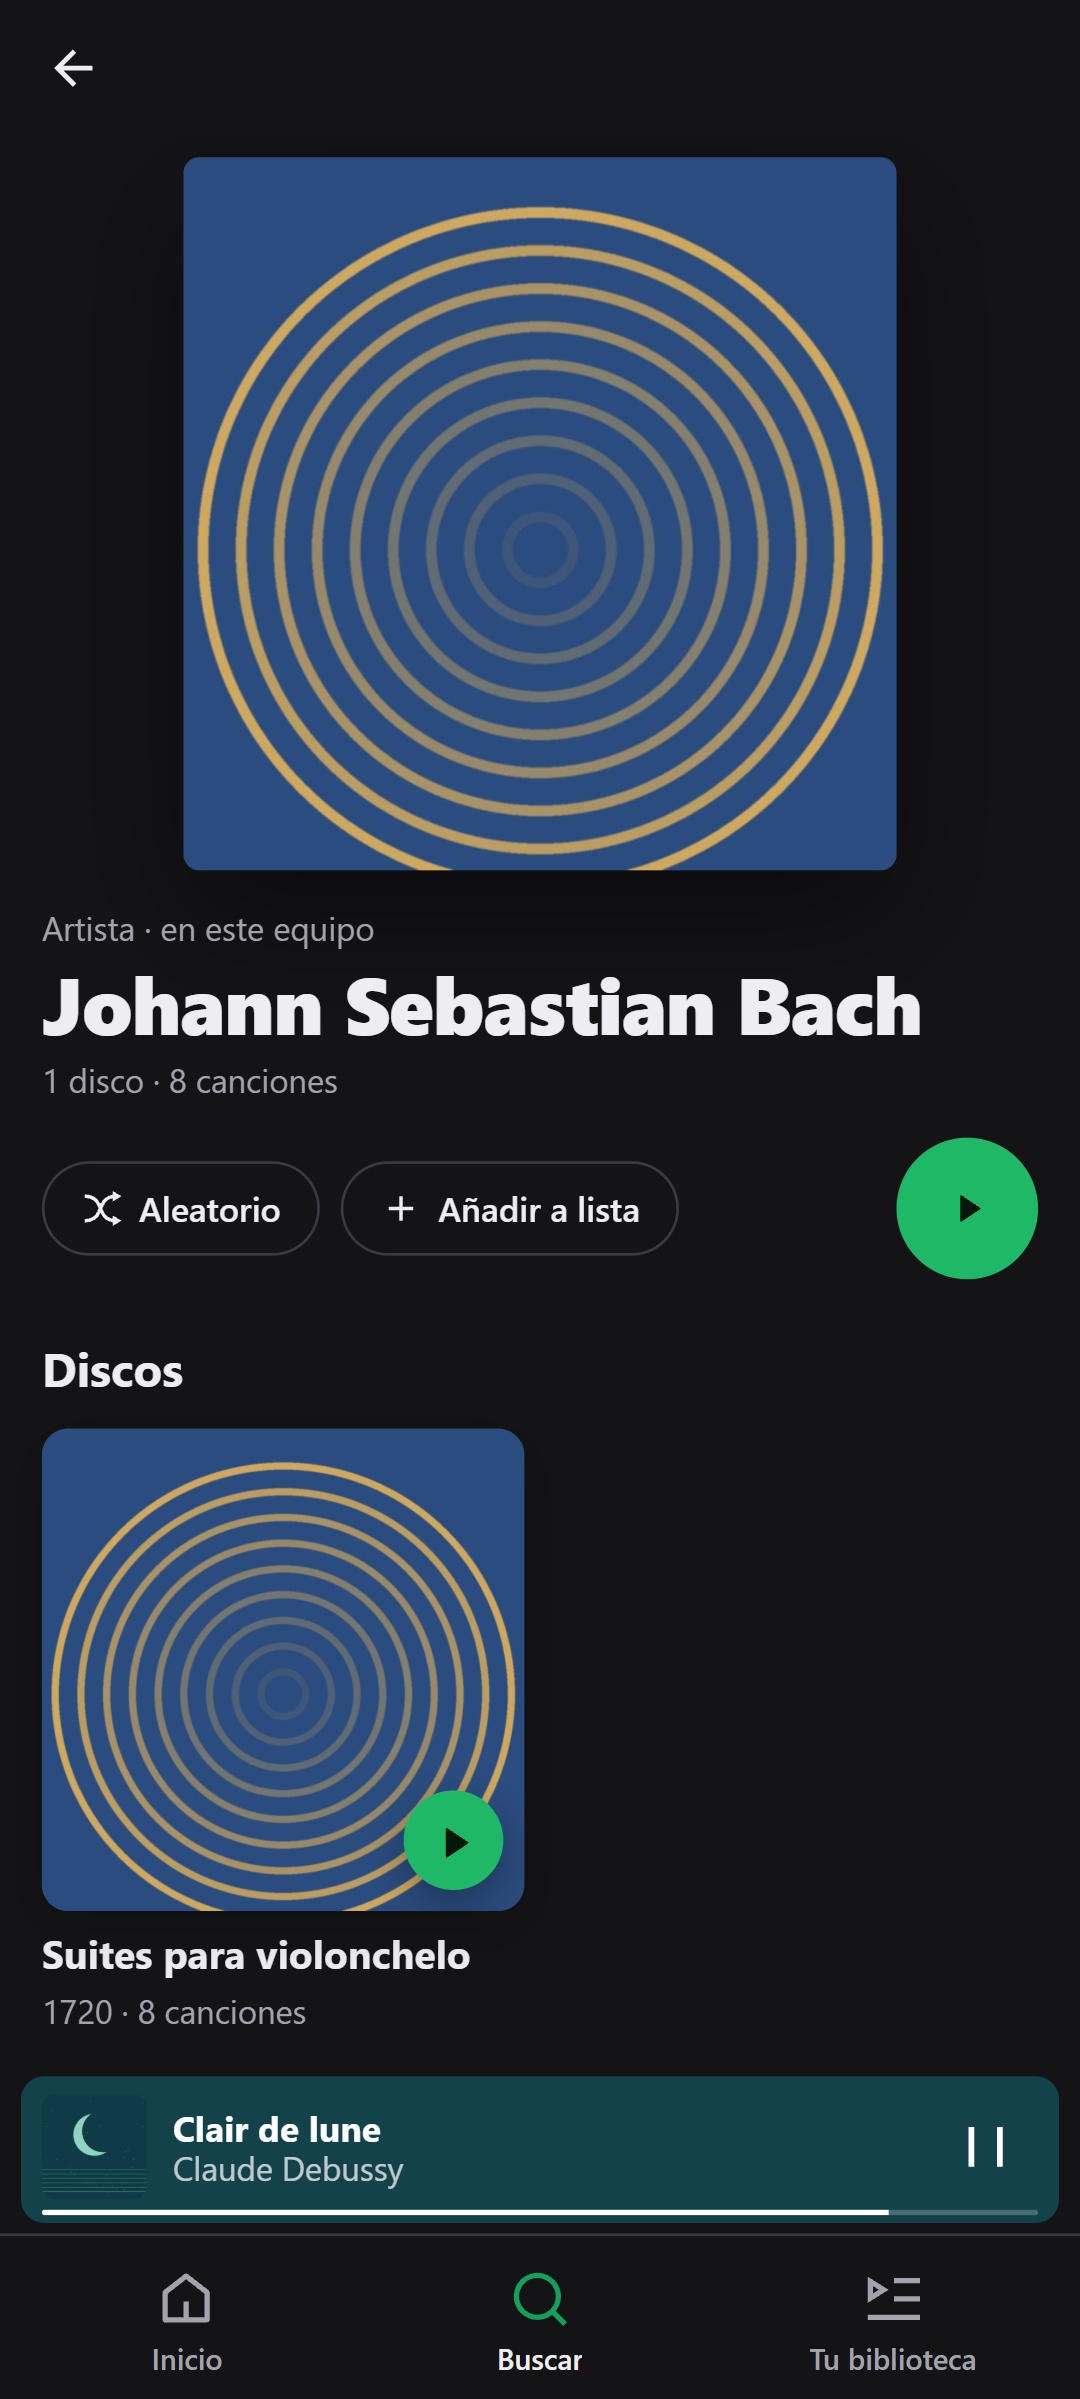 Artista · en este equipo
Johann Sebastian Bach
1 disco · 8 canciones
Aleatorio
Añadir a lista
Discos
Suites para violonchelo
1720 · 8 canciones
Clair de lune
Claude Debussy
Inicio
Buscar
Tu biblioteca